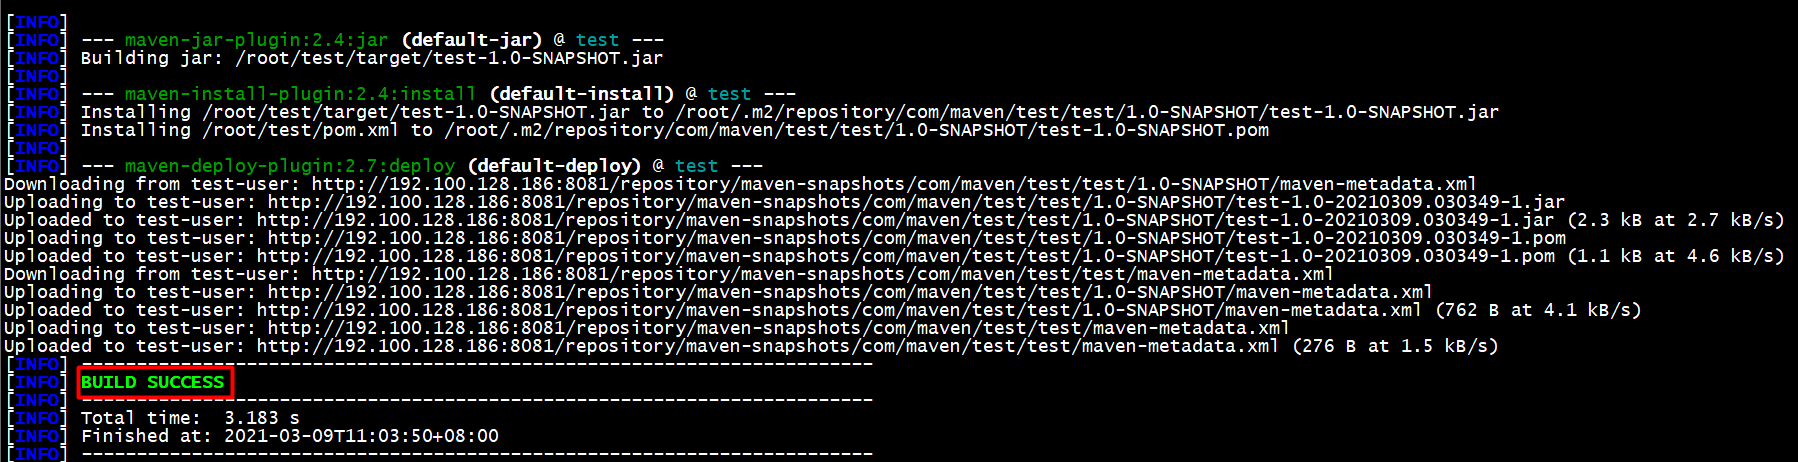 [INFO]
[INFO] --- maven-jar-plugin:2.4:jar (default-jar) @ test ---
[INFO] Building jar: /root/test/target/test-1.0-SNAPSHOT.jar
[INFO]
[INFO] --- maven-install-plugin:2.4:install (default-install) @ test ---
[INFO] Installing /root/test/target/test-1.0-SNAPSHOT.jar to /root/.m2/repository/com/maven/test/test/1.0-SNAPSHOT/test-1.0-SNAPSHOT.jar
[INFO] Installing /root/test/pom.xml to /root/.m2/repository/com/maven/test/test/1.0-SNAPSHOT/test-1.0-SNAPSHOT.pom
[INFO]
[INFO] --- maven-deploy-plugin:2.7:deploy (default-deploy) @ test ---
Downloading from test-user: http://192.100.128.186:8081/repository/maven-snapshots/com/maven/test/test/1.0-SNAPSHOT/maven-metadata.xml
Uploading to test-user: http://192.100.128.186:8081/repository/maven-snapshots/com/maven/test/test/1.0-SNAPSHOT/test-1.0-20210309.030349-1.jar
Uploaded to test-user: http://192.100.128.186:8081/repository/maven-snapshots/com/maven/test/test/1.0-SNAPSHOT/test-1.0-20210309.030349-1.jar (2.3 kB at 2.7 kB/s)
Uploading to test-user: http://192.100.128.186:8081/repository/maven-snapshots/com/maven/test/test/1.0-SNAPSHOT/test-1.0-20210309.030349-1.pom
Uploaded to test-user: http://192.100.128.186:8081/repository/maven-snapshots/com/maven/test/test/1.0-SNAPSHOT/test-1.0-20210309.030349-1.pom (1.1 kB at 4.6 kB/s)
Downloading from test-user: http://192.100.128.186:8081/repository/maven-snapshots/com/maven/test/test/maven-metadata.xml
Uploading to test-user: http://192.100.128.186:8081/repository/maven-snapshots/com/maven/test/test/1.0-SNAPSHOT/maven-metadata.xml
Uploaded to test-user: http://192.100.128.186:8081/repository/maven-snapshots/com/maven/test/test/1.0-SNAPSHOT/maven-metadata.xml (762 B at 4.1 kB/s)
Uploading to test-user: http://192.100.128.186:8081/repository/maven-snapshots/com/maven/test/test/maven-metadata.xml
Uploaded to test-user: http://192.100.128.186:8081/repository/maven-snapshots/com/maven/test/test/maven-metadata.xml (276 B at 1.5 kB/s)
[INFO] ------------------------------------------------------------------------
[INFO] BUILD SUCCESS
[INFO] ------------------------------------------------------------------------
[INFO] Total time:  3.183 s
[INFO] Finished at: 2021-03-09T11:03:50+08:00
[INFO] ------------------------------------------------------------------------